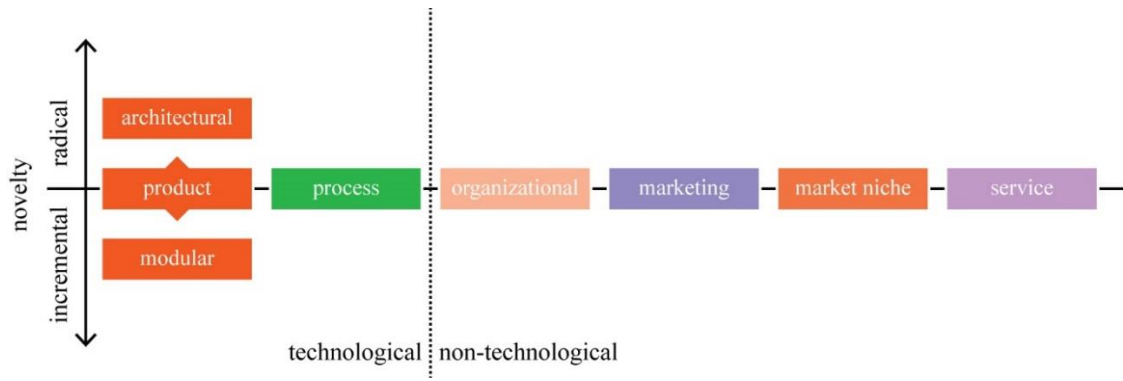 novelty
radical
incremental
architectural
product
modular
process
organizational
marketing
market niche
service
technological
non-technological